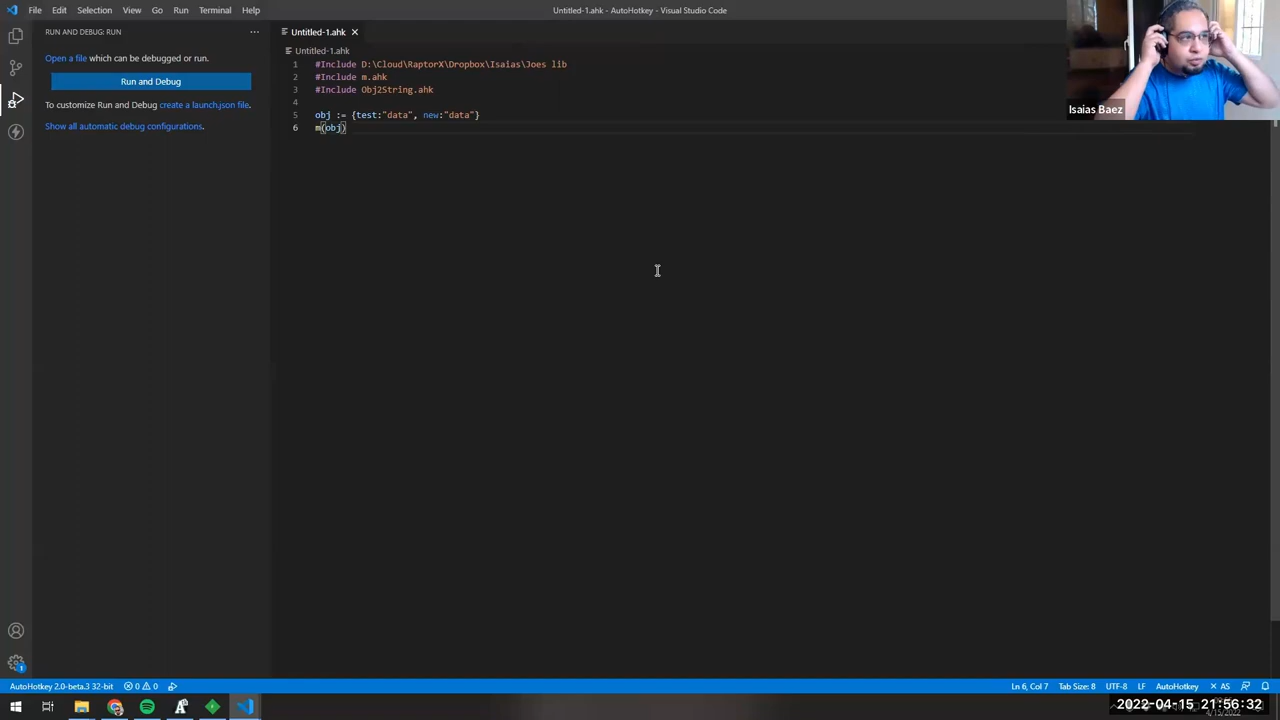 File Edit Selection View Go Run Terminal Help
Untitled-1.ahk - AutoHotkey - Visual Studio Code
RUN AND DEBUG: RUN
Open a file which can be debugged or run.
Run and Debug
To customize Run and Debug create a launch.json file.
Show all automatic debug configurations.
Untitled-1.ahk
Untitled-1.ahk
1 #Include D:\Cloud\RaptorX\Dropbox\Isaias\Joes lib
2 #Include m.ahk
3 #Include Obj2String.ahk
4
5 obj := {test:"data", new:"data"}
6 m(obj)
Isaias Baez
1
AutoHotkey 2.0-beta.3 32-bit 0 0
Ln 6, Col 7 Tab Size: 8 UTF-8 LF AutoHotkey AS
2022-04-15 21:56:32